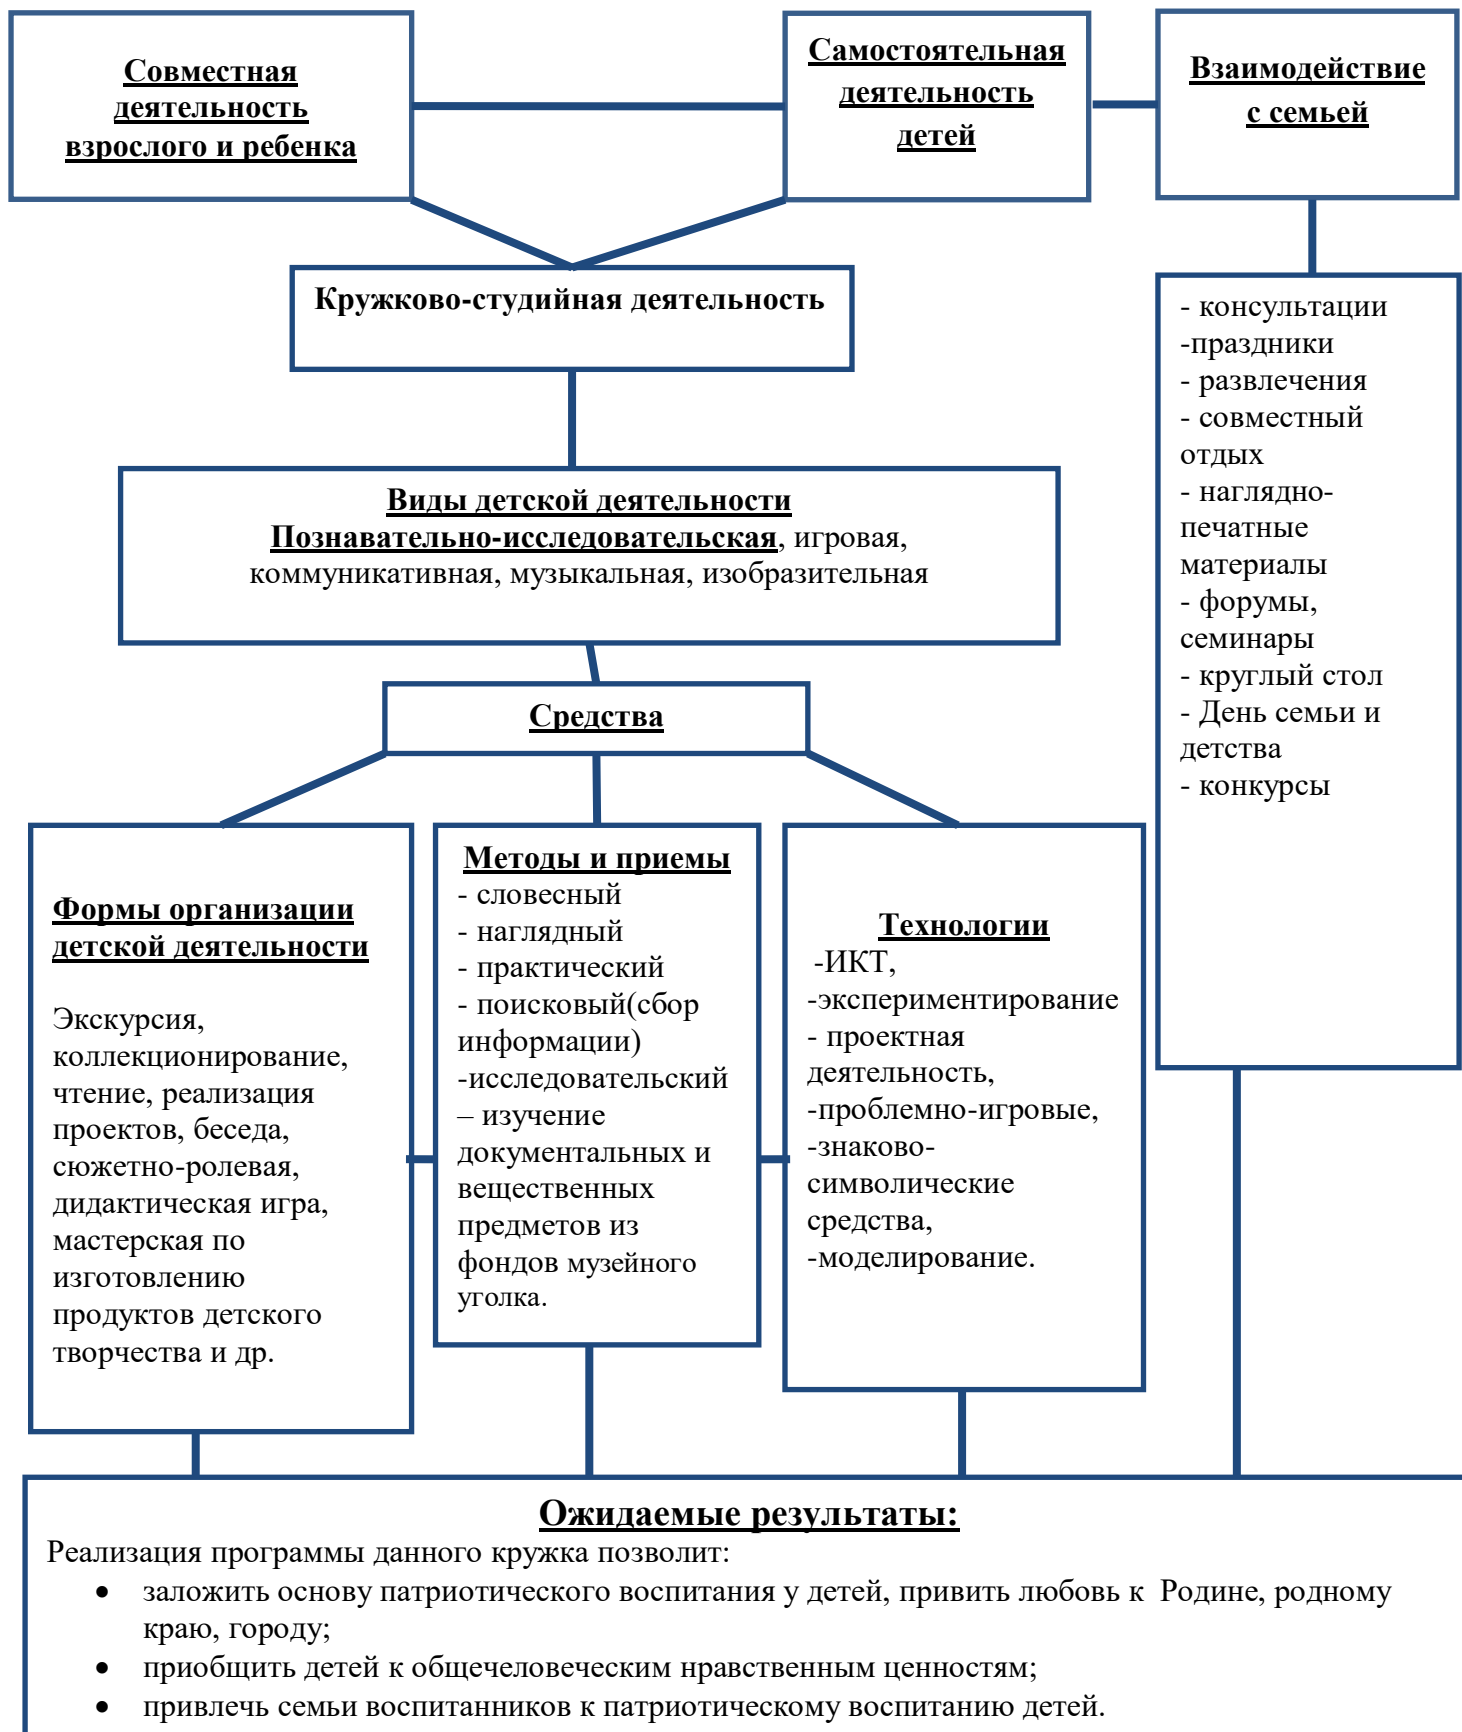 Совместная
деятельность
взрослого и ребенка
Самостоятельная
деятельность
детей
Взаимодействие
с семьей
Кружково-студийная деятельность
- консультации
-праздники
- развлечения
- совместный
отдых
- наглядно-
печатные
материалы
- форумы,
семинары
- круглый стол
- День семьи и
детства
- конкурсы
Виды детской деятельности
Познавательно-исследовательская, игровая,
коммуникативная, музыкальная, изобразительная
Средства
Формы организации
детской деятельности
Экскурсия,
коллекционирование,
чтение, реализация
проектов, беседа,
сюжетно-ролевая,
дидактическая игра,
мастерская по
изготовлению
продуктов детского
творчества и др.
Методы и приемы
- словесный
- наглядный
- практический
- поисковый(сбор
информации)
-исследовательский
– изучение
документальных и
вещественных
предметов из
фондов музейного
уголка.
Технологии
-ИКТ,
-экспериментирование
- проектная
деятельность,
-проблемно-игровые,
-знаково-
символические
средства,
-моделирование.
Ожидаемые результаты:
Реализация программы данного кружка позволит:
• заложить основу патриотического воспитания у детей, привить любовь к Родине, родному
краю, городу;
• приобщить детей к общечеловеческим нравственным ценностям;
• привлечь семьи воспитанников к патриотическому воспитанию детей.